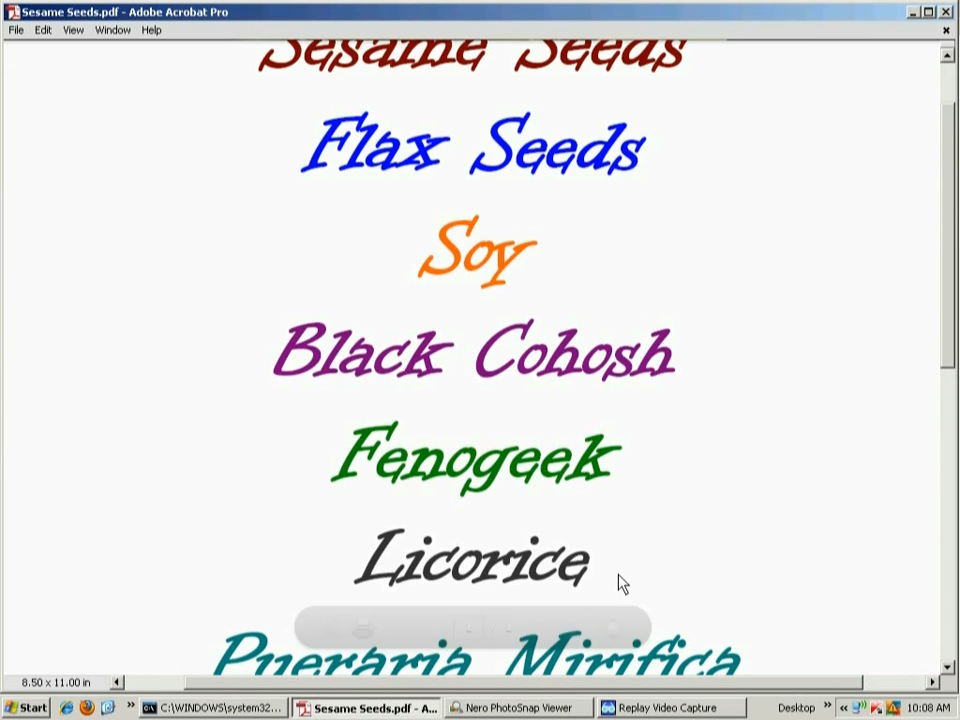 Sesame Seeds.pdf - Adobe Acrobat Pro
File Edit View Window Help
Sesame Seeds
Flax Seeds
Soy
Black Cohosh
Fenogeek
Licorice
Pueraria Mirifica
8.50 x 11.00 in
Start » C:\WINDOWS\system32... Sesame Seeds.pdf - A... Nero PhotoSnap Viewer Replay Video Capture Desktop » « 10:08 AM